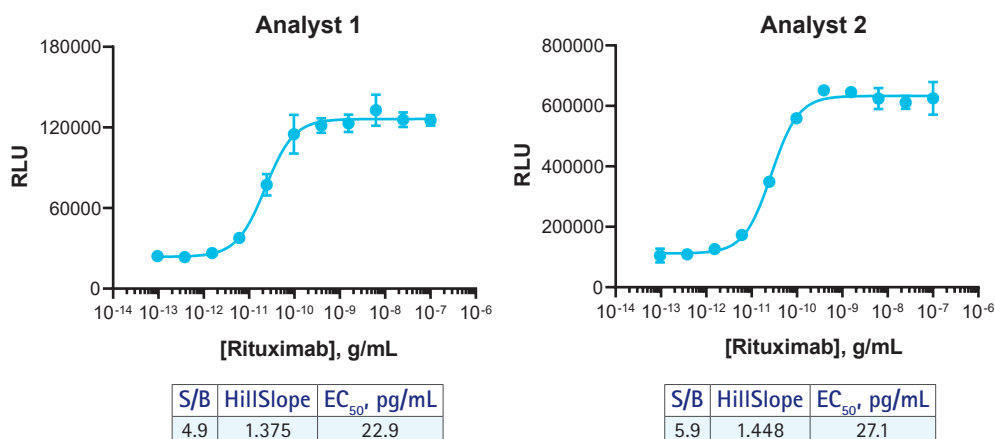 Analyst 1
180000
120000
60000
0
RLU
10-14 10-13 10-12 10-11 10-10 10-9 10-8 10-7 10-6
[Rituximab], g/mL
S/B HillSlope EC50, pg/mL
4.9 1.375 22.9
Analyst 2
800000
600000
400000
200000
0
RLU
10-14 10-13 10-12 10-11 10-10 10-9 10-8 10-7 10-6
[Rituximab], g/mL
S/B HillSlope EC50, pg/mL
5.9 1.448 27.1